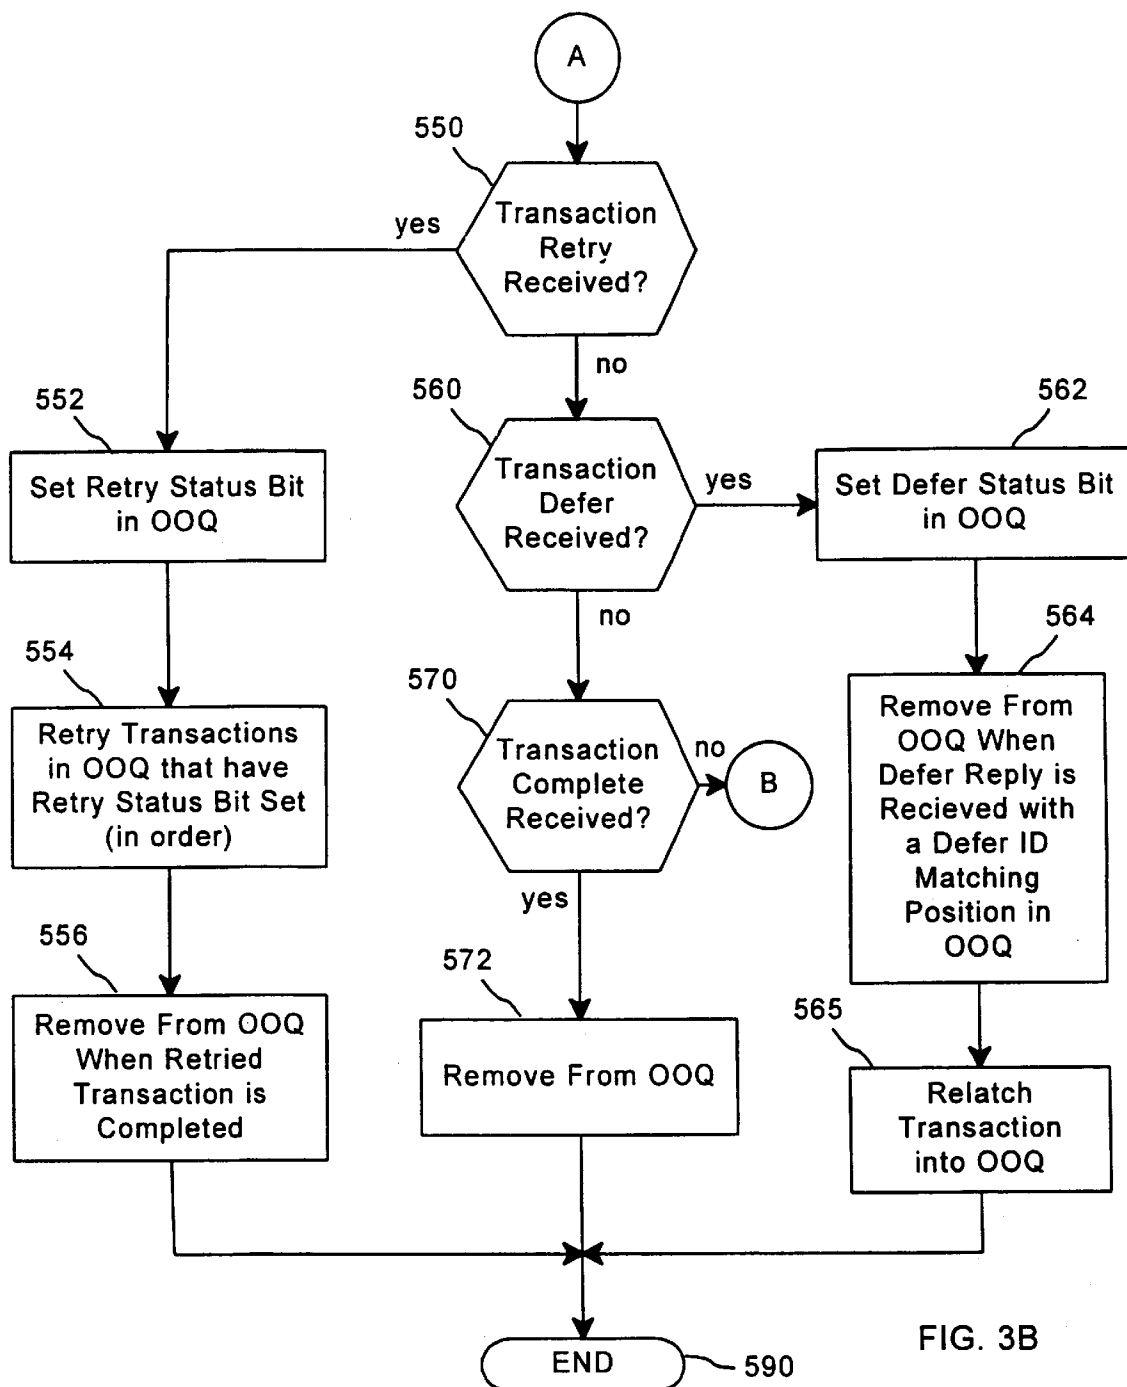 A
550
Transaction
Retry
Received?
yes
no
552
Set Retry Status Bit
in OOQ
560
Transaction
Defer
Received?
yes
no
562
Set Defer Status Bit
in OOQ
554
Retry Transactions
in OOQ that have
Retry Status Bit Set
(in order)
570
Transaction
Complete
Received?
no
B
yes
564
Remove From
OOQ When
Defer Reply is
Recieved with
a Defer ID
Matching
Position in
OOQ
556
Remove From OOQ
When Retried
Transaction is
Completed
572
Remove From OOQ
565
Relatch
Transaction
into OOQ
END
590
FIG. 3B